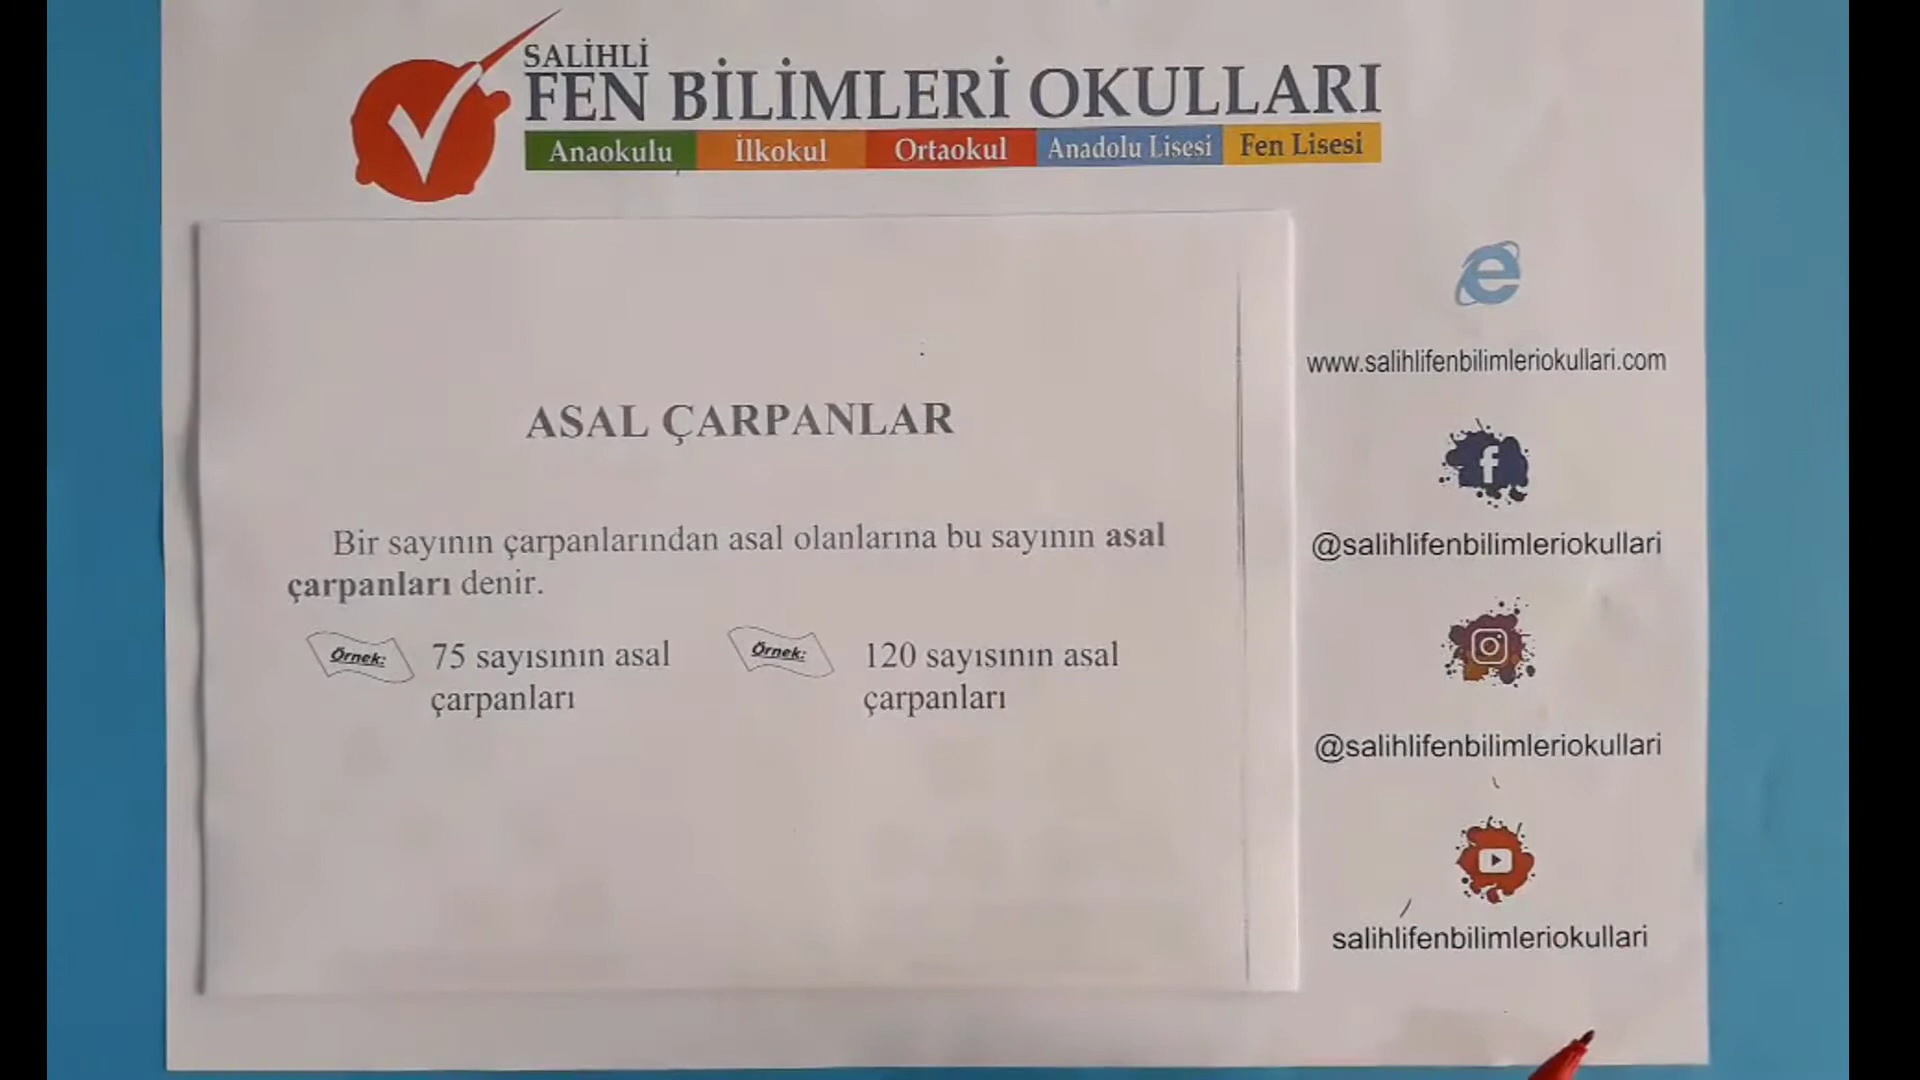 SALİHLİ
FEN BİLİMLERİ OKULLARI
Anaokulu İlkokul Ortaokul Anadolu Lisesi Fen Lisesi
www.salihlifenbilimleriokullari.com
ASAL ÇARPANLAR
Bir sayının çarpanlarından asal olanlarına bu sayının asal
çarpanları denir.
Örnek: 75 sayısının asal
çarpanları
Örnek: 120 sayısının asal
çarpanları
@salihlifenbilimleriokullari
@salihlifenbilimleriokullari
salihlifenbilimleriokullari